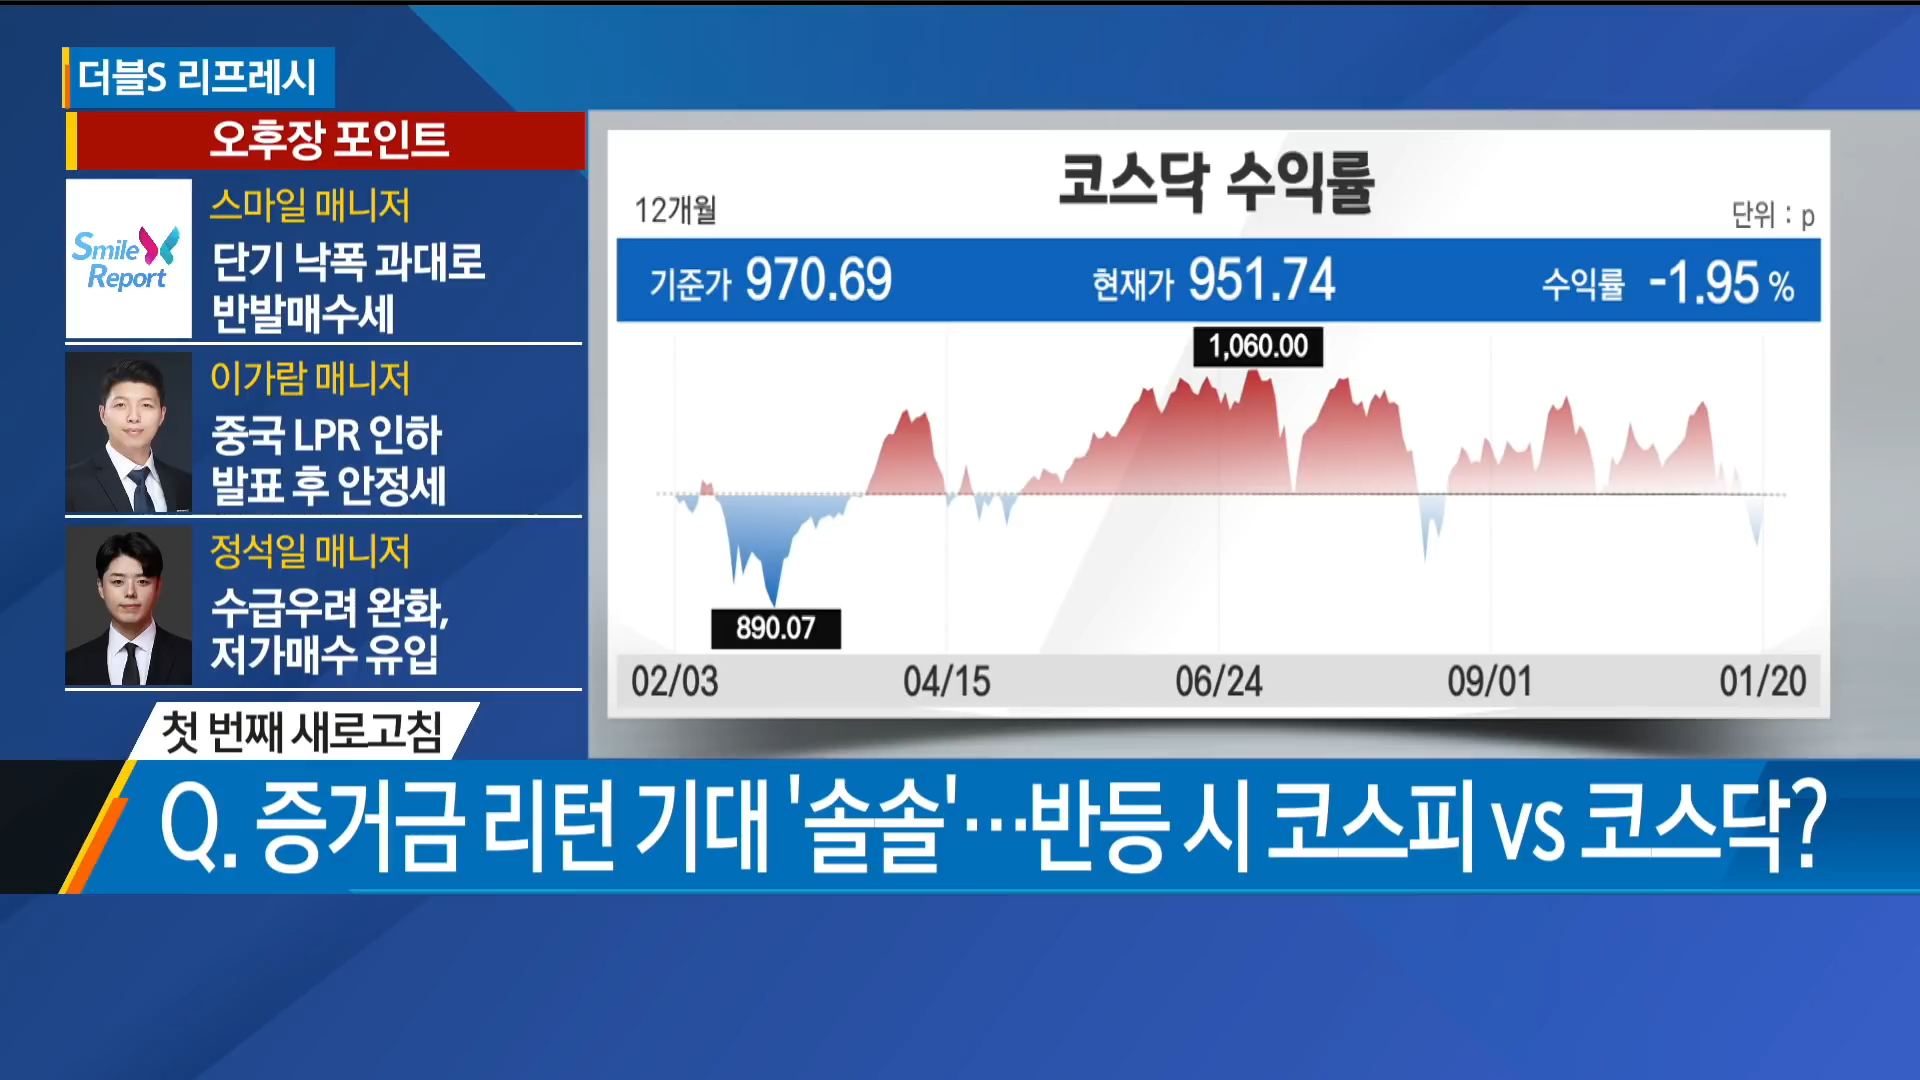 더블S 리프레시
오후장 포인트
Smile
Report
스마일 매니저
단기 낙폭 과대로
반발매수세
이가람 매니저
중국 LPR 인하
발표 후 안정세
정석일 매니저
수급우려 완화,
저가매수 유입
코스닥 수익률
12개월
단위 : p
기준가 970.69 현재가 951.74 수익률 -1.95 %
1,060.00
890.07
02/03 04/15 06/24 09/01 01/20
첫 번째 새로고침
Q. 증거금 리턴 기대 '솔솔'…반등 시 코스피 vs 코스닥?